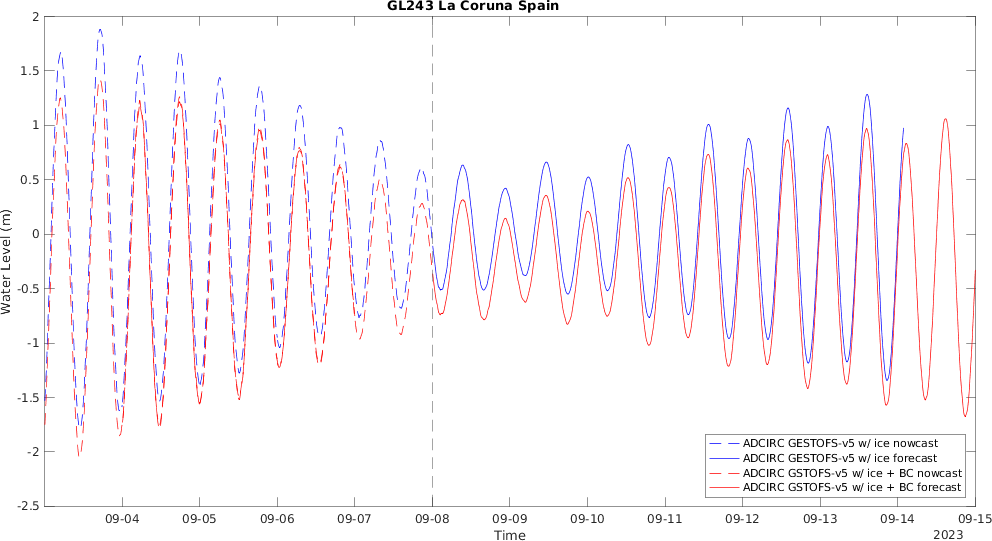 GL243 La Coruna Spain
2
1.5
1
0.5
0
-0.5
-1
-1.5
-2
-2.5
Water Level (m)
ADCIRC GESTOFS-v5 w/ ice nowcast
ADCIRC GESTOFS-v5 w/ ice forecast
ADCIRC GSTOFS-v5 w/ ice + BC nowcast
ADCIRC GSTOFS-v5 w/ ice + BC forecast
09-04 09-05 09-06 09-07 09-08 09-09 09-10 09-11 09-12 09-13 09-14 09-15
Time
2023